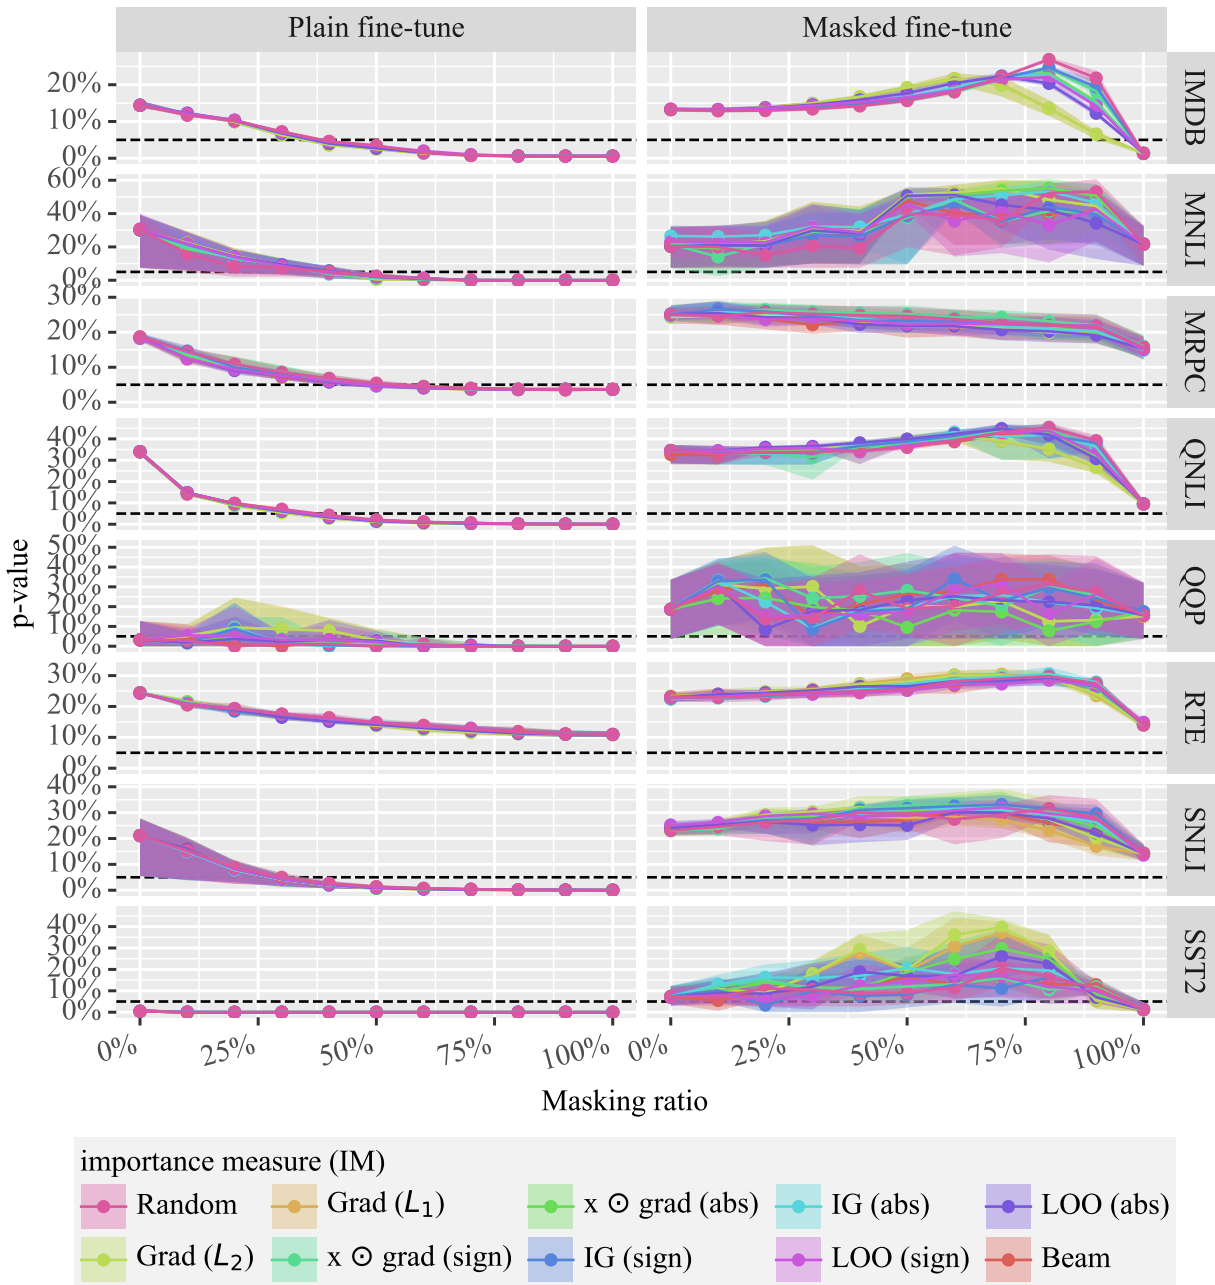 Plain fine-tune
Masked fine-tune
20%
10%
0%
IMDB
60%
40%
20%
0%
MNLI
30%
20%
10%
0%
MRPC
40%
30%
20%
10%
0%
QNLI
50%
40%
30%
20%
10%
0%
QQP
30%
20%
10%
0%
RTE
40%
30%
20%
10%
0%
SNLI
40%
30%
20%
10%
0%
SST2
p-value
0% 25% 50% 75% 100% 0% 25% 50% 75% 100%
Masking ratio
importance measure (IM)
Random Grad (L₁) x ⊙ grad (abs) IG (abs) LOO (abs)
Grad (L₂) x ⊙ grad (sign) IG (sign) LOO (sign) Beam